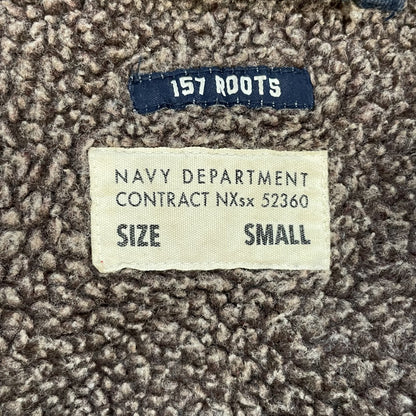 157 ROOTS
NAVY DEPARTMENT
CONTRACT NXsx 52360
SIZE SMALL